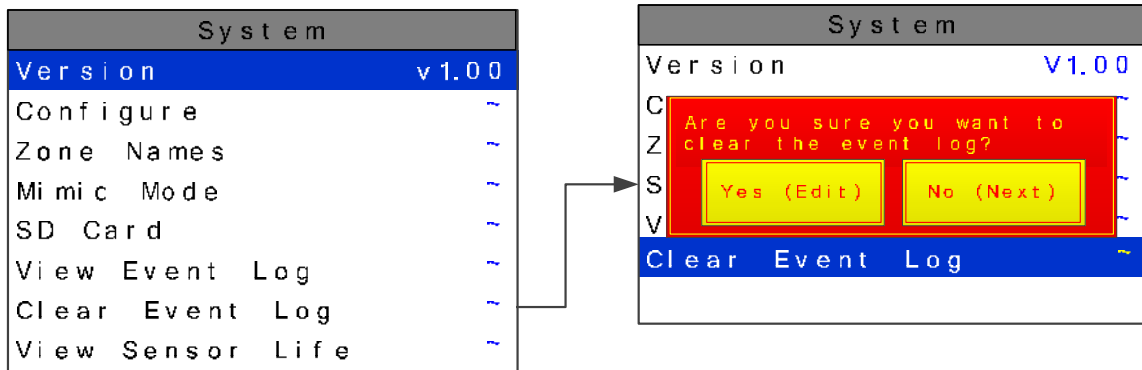 System
Version v1.00
Configure ~
Zone Names ~
Mimic Mode ~
SD Card ~
View Event Log ~
Clear Event Log ~
View Sensor Life ~
System
Version V1.00
C ~
Are you sure you want to
Z ~
clear the event log?
S ~
Yes (Edit) No (Next)
V ~
Clear Event Log ~